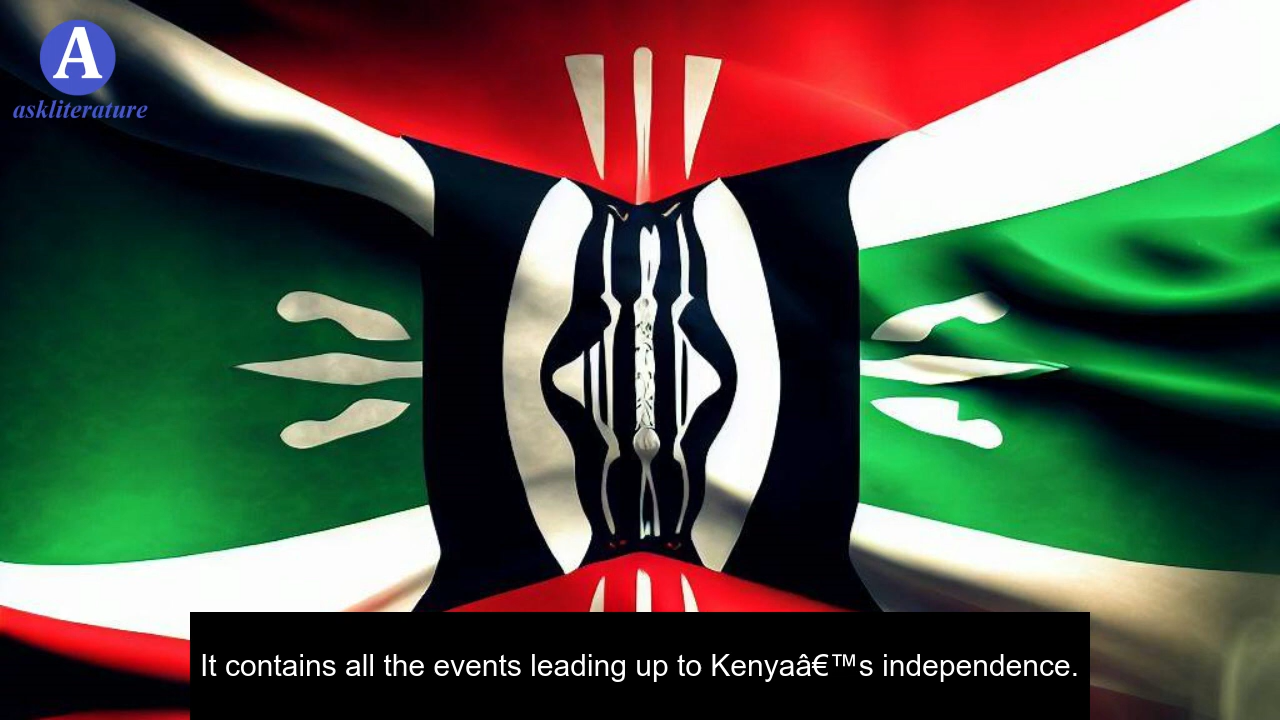 A
askliterature
It contains all the events leading up to Kenyaâ€™s independence.